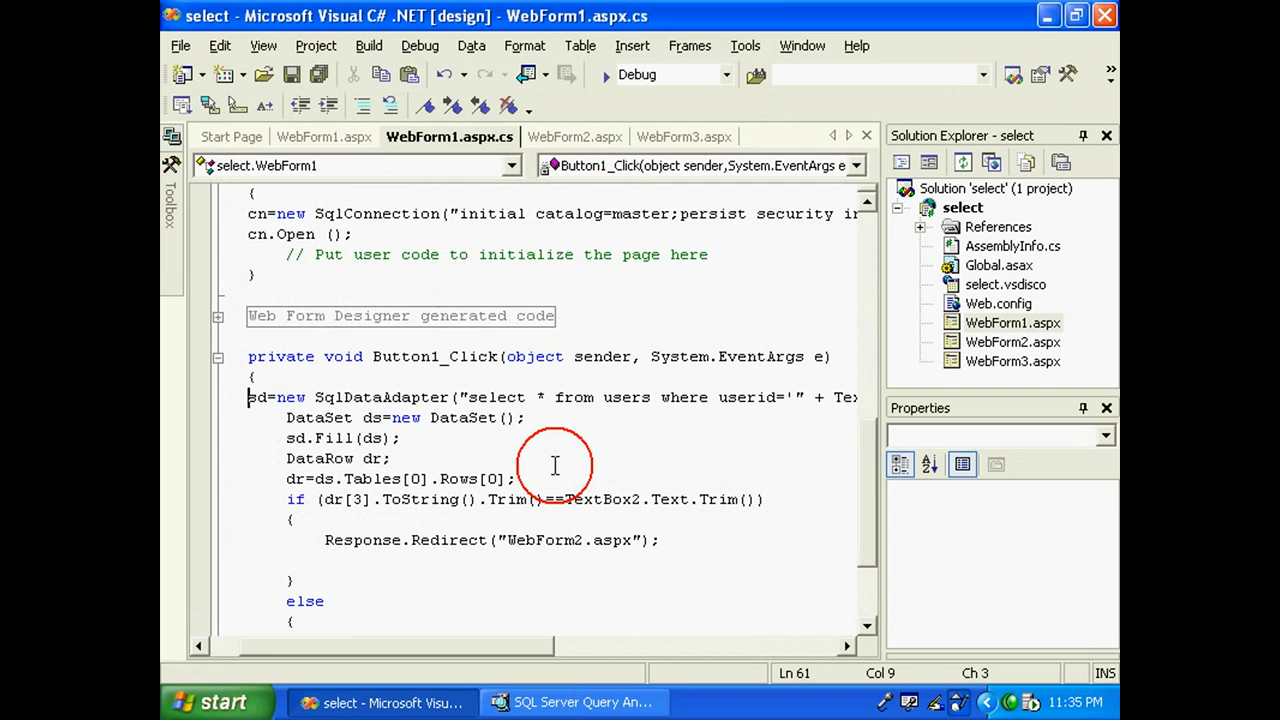 select - Microsoft Visual C# .NET [design] - WebForm1.aspx.cs
File Edit View Project Build Debug Data Format Table Insert Frames Tools Window Help
Debug
Start Page WebForm1.aspx WebForm1.aspx.cs WebForm2.aspx WebForm3.aspx
select.WebForm1 Button1_Click(object sender,System.EventArgs e
Toolbox
{
cn=new SqlConnection("initial catalog=master;persist security in
cn.Open ();
// Put user code to initialize the page here
}
Web Form Designer generated code
private void Button1_Click(object sender, System.EventArgs e)
{
sd=new SqlDataAdapter("select * from users where userid='" + Tex
DataSet ds=new DataSet();
sd.Fill(ds);
DataRow dr;
dr=ds.Tables[0].Rows[0];
if (dr[3].ToString().Trim()==TextBox2.Text.Trim())
{
Response.Redirect("WebForm2.aspx");
}
else
{
Solution Explorer - select
Solution 'select' (1 project)
select
References
AssemblyInfo.cs
Global.asax
select.vsdisco
Web.config
WebForm1.aspx
WebForm2.aspx
WebForm3.aspx
Properties
Ln 61 Col 9 Ch 3 INS
start select - Microsoft Visu... SQL Server Query An... 11:35 PM